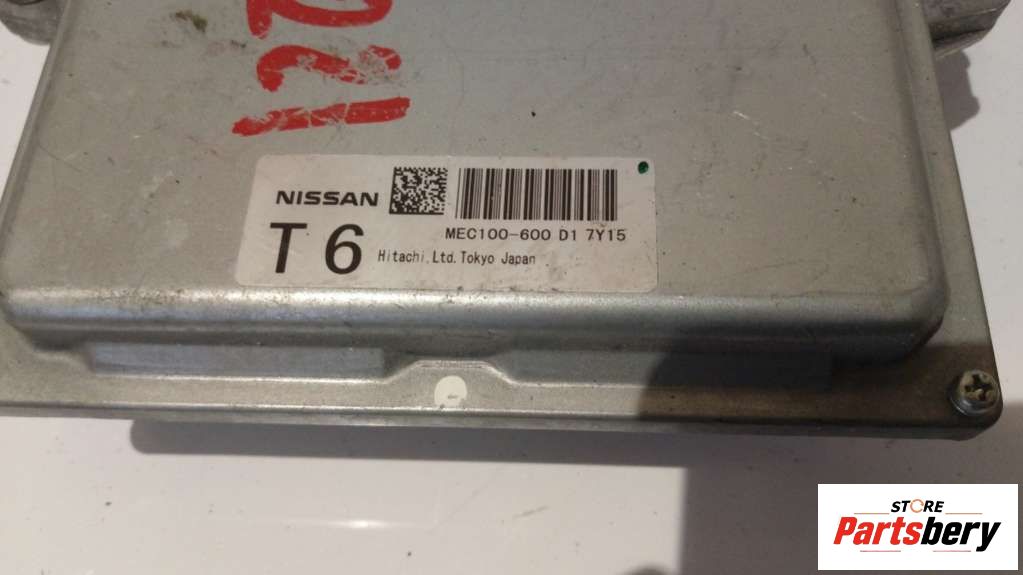 NISSAN
MEC100-600 D1 7Y15
T6
Hitachi,Ltd.Tokyo Japan
STORE
Partsbery